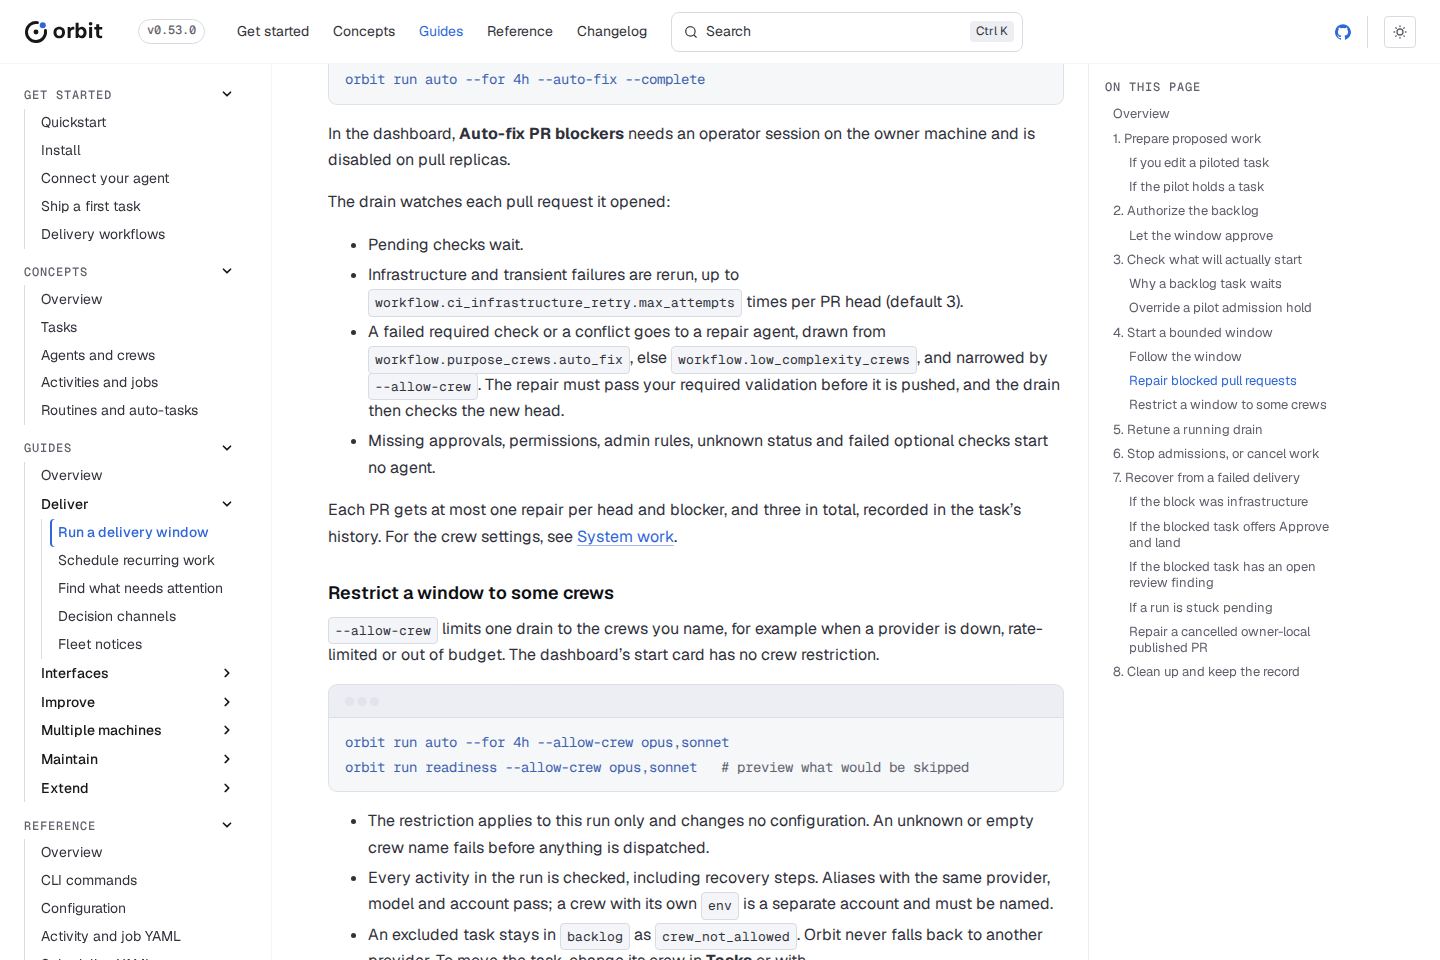 orbit
v0.53.0
Get started
Concepts
Guides
Reference
Changelog
Search
Ctrl K
GET STARTED
Quickstart
Install
Connect your agent
Ship a first task
Delivery workflows
CONCEPTS
Overview
Tasks
Agents and crews
Activities and jobs
Routines and auto-tasks
GUIDES
Overview
Deliver
Run a delivery window
Schedule recurring work
Find what needs attention
Decision channels
Fleet notices
Interfaces
Improve
Multiple machines
Maintain
Extend
REFERENCE
Overview
CLI commands
Configuration
Activity and job YAML
orbit run auto --for 4h --auto-fix --complete
In the dashboard, Auto-fix PR blockers needs an operator session on the owner machine and is
disabled on pull replicas.
The drain watches each pull request it opened:
• Pending checks wait.
• Infrastructure and transient failures are rerun, up to
workflow.ci_infrastructure_retry.max_attempts times per PR head (default 3).
• A failed required check or a conflict goes to a repair agent, drawn from
workflow.purpose_crews.auto_fix, else workflow.low_complexity_crews, and narrowed by
--allow-crew. The repair must pass your required validation before it is pushed, and the drain
then checks the new head.
• Missing approvals, permissions, admin rules, unknown status and failed optional checks start
no agent.
Each PR gets at most one repair per head and blocker, and three in total, recorded in the task's
history. For the crew settings, see System work.
Restrict a window to some crews
--allow-crew limits one drain to the crews you name, for example when a provider is down, rate-
limited or out of budget. The dashboard's start card has no crew restriction.
orbit run auto --for 4h --allow-crew opus,sonnet
orbit run readiness --allow-crew opus,sonnet # preview what would be skipped
• The restriction applies to this run only and changes no configuration. An unknown or empty
crew name fails before anything is dispatched.
• Every activity in the run is checked, including recovery steps. Aliases with the same provider,
model and account pass; a crew with its own env is a separate account and must be named.
• An excluded task stays in backlog as crew_not_allowed. Orbit never falls back to another
provider. To move the task, change its crew in Tasks or with
ON THIS PAGE
Overview
1. Prepare proposed work
If you edit a piloted task
If the pilot holds a task
2. Authorize the backlog
Let the window approve
3. Check what will actually start
Why a backlog task waits
Override a pilot admission hold
4. Start a bounded window
Follow the window
Repair blocked pull requests
Restrict a window to some crews
5. Retune a running drain
6. Stop admissions, or cancel work
7. Recover from a failed delivery
If the block was infrastructure
If the blocked task offers Approve
and land
If the blocked task has an open
review finding
If a run is stuck pending
Repair a cancelled owner-local
published PR
8. Clean up and keep the record